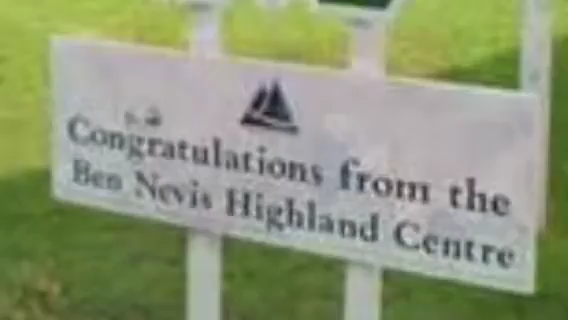 Congratulations from the
Ben Nevis Highland Centre